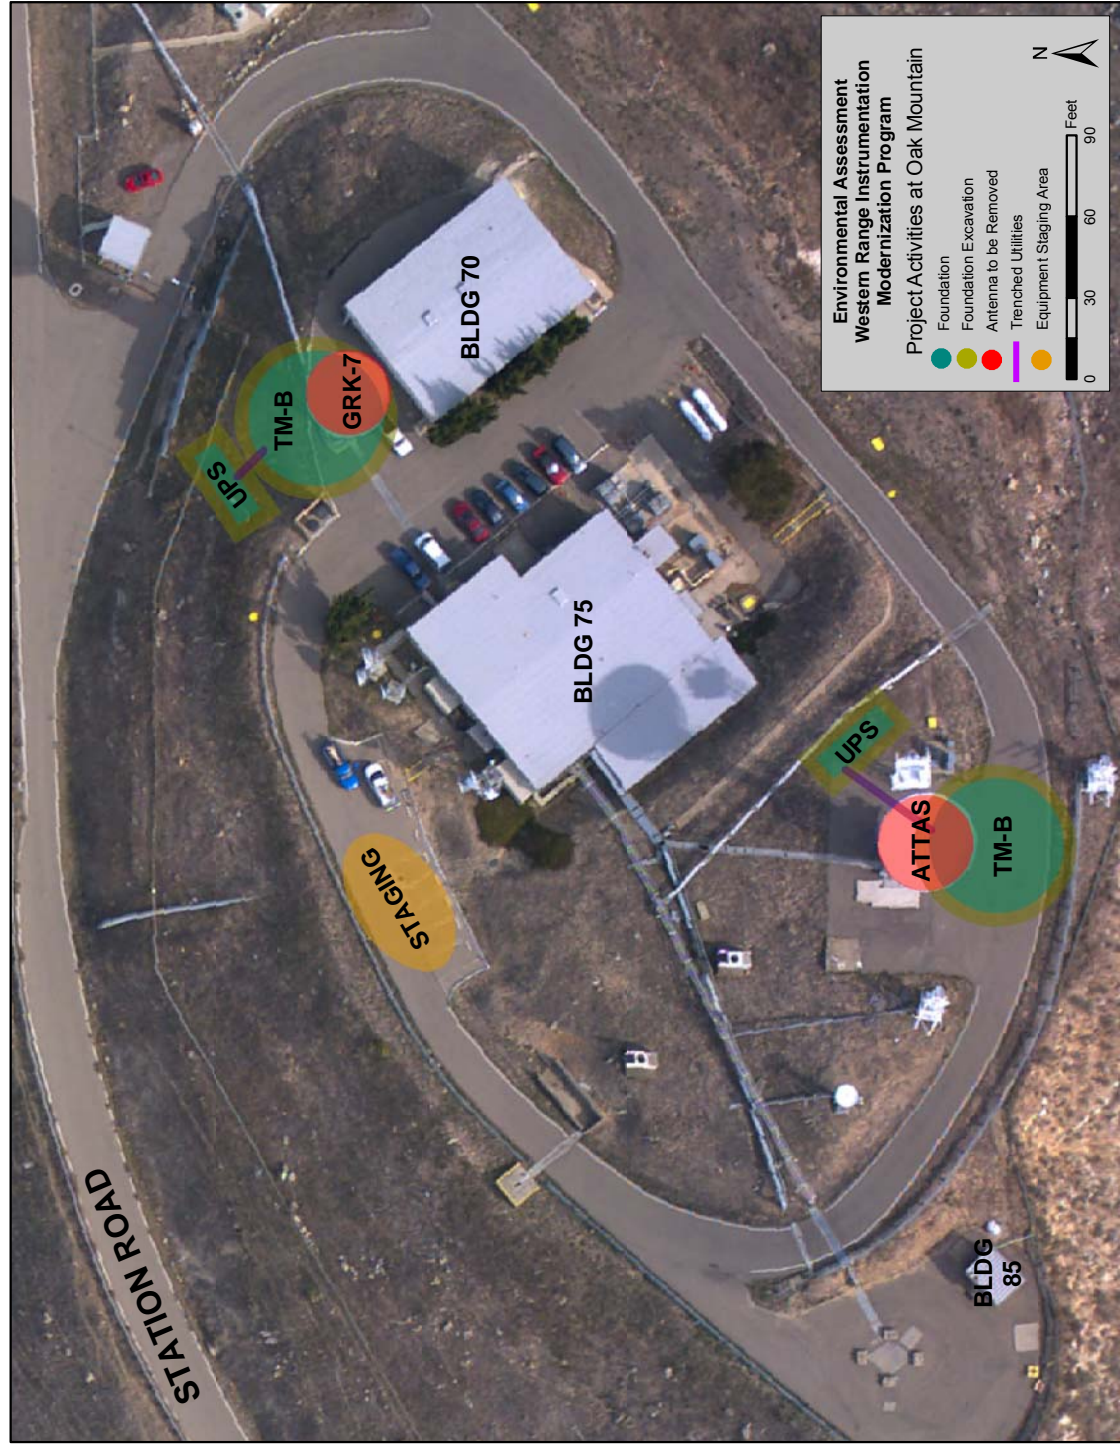 STATION ROAD
UPS
TM-B
GRK-7
BLDG 70
BLDG 75
STAGING
UPS
ATTAS
TM-B
BLDG
85
Environmental Assessment
Western Range Instrumentation
Modernization Program
Project Activities at Oak Mountain
Foundation
Foundation Excavation
Antenna to be Removed
Trenched Utilities
Equipment Staging Area
N
0 30 60 90
Feet